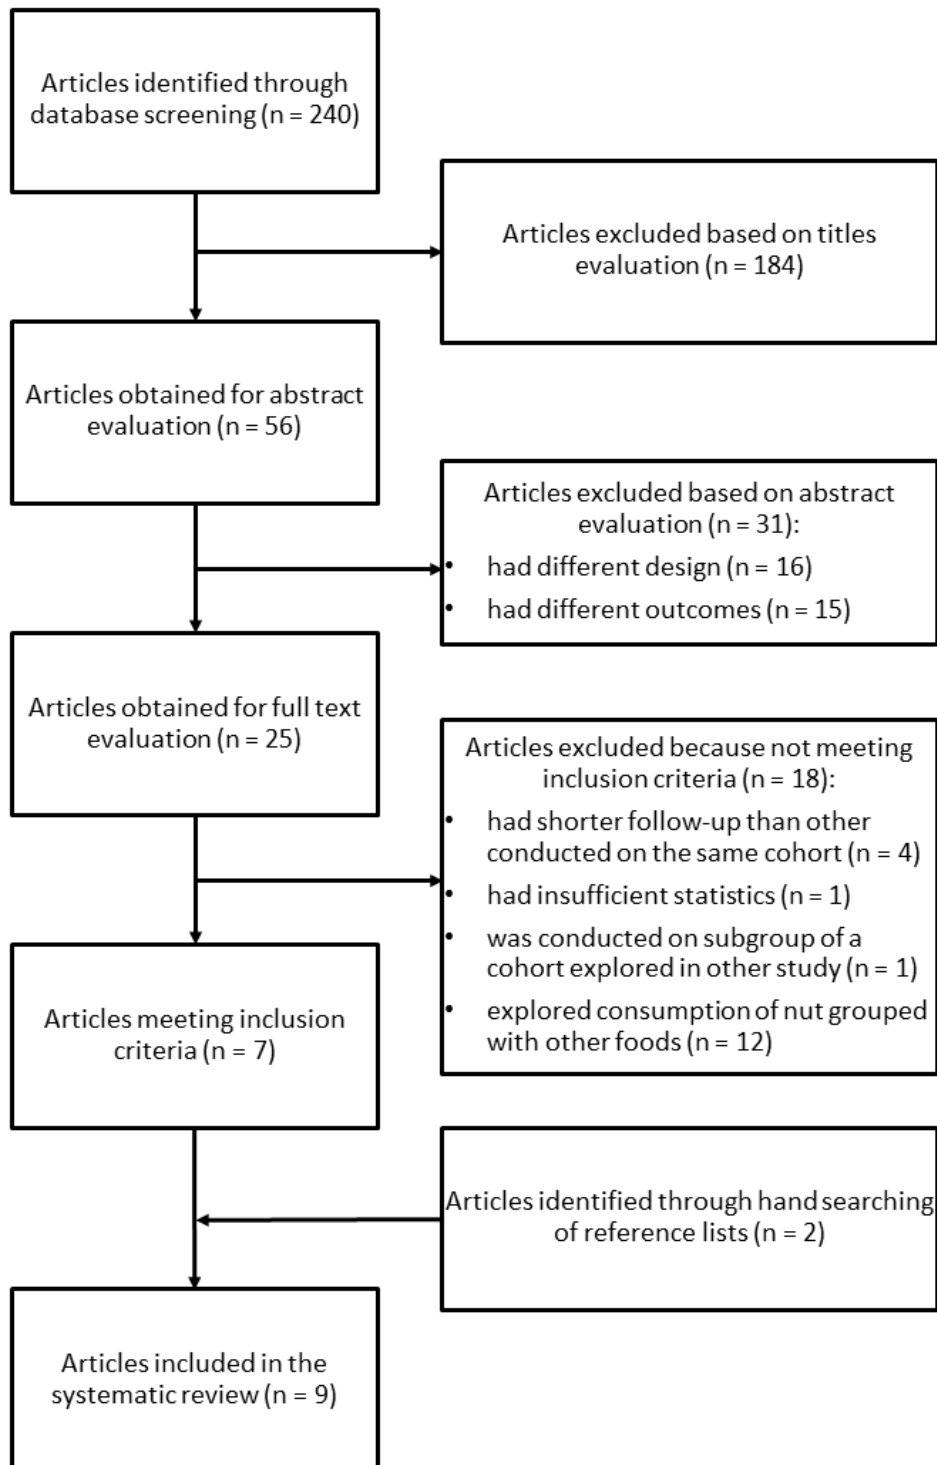 Articles identified through
database screening (n = 240)
Articles excluded based on titles
evaluation (n = 184)
Articles obtained for abstract
evaluation (n = 56)
Articles excluded based on abstract
evaluation (n = 31):
• had different design (n = 16)
• had different outcomes (n = 15)
Articles obtained for full text
evaluation (n = 25)
Articles excluded because not meeting
inclusion criteria (n = 18):
• had shorter follow-up than other
conducted on the same cohort (n = 4)
• had insufficient statistics (n = 1)
• was conducted on subgroup of a
cohort explored in other study (n = 1)
• explored consumption of nut grouped
with other foods (n = 12)
Articles meeting inclusion
criteria (n = 7)
Articles identified through hand searching
of reference lists (n = 2)
Articles included in the
systematic review (n = 9)